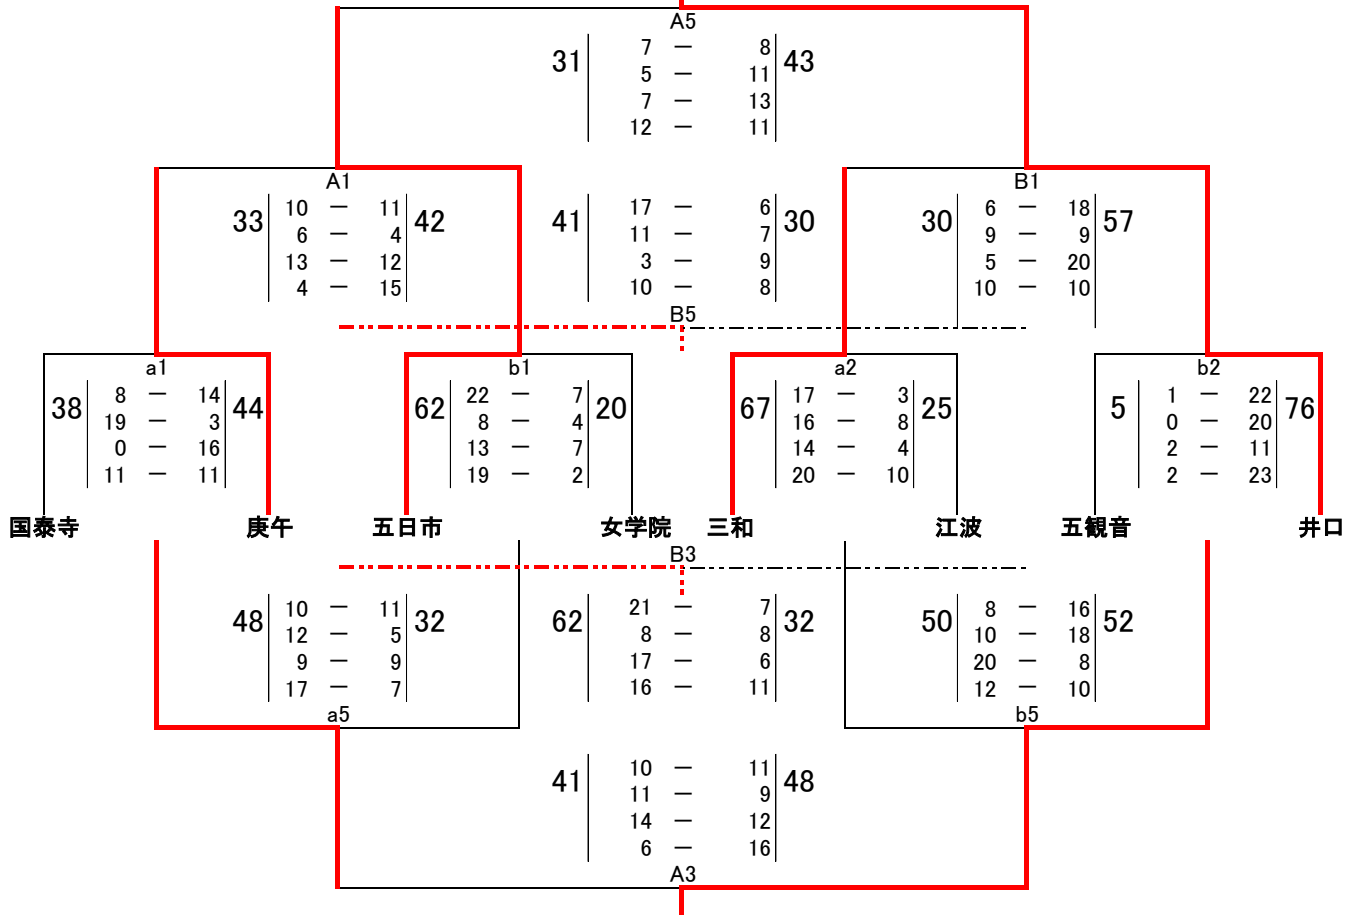 A5
31 7 － 8 43
5 － 11
7 － 13
12 － 11
A1 B1
33 10 － 11 42 41 17 － 6 30 30 6 － 18 57
6 － 4 11 － 7 9 － 9
13 － 12 3 － 9 5 － 20
4 － 15 10 － 8 10 － 10
B5
a1 b1 a2 b2
38 8 － 14 44 62 22 － 7 20 67 17 － 3 25 5 1 － 22 76
19 － 3 8 － 4 16 － 8 0 － 20
0 － 16 13 － 7 14 － 4 2 － 11
11 － 11 19 － 2 20 － 10 2 － 23
国泰寺 庚午 五日市 女学院 三和 江波 五観音 井口
B3
48 10 － 11 32 62 21 － 7 32 50 8 － 16 52
12 － 5 8 － 8 10 － 18
9 － 9 17 － 6 20 － 8
17 － 7 16 － 11 12 － 10
a5 b5
41 10 － 11 48
11 － 9
14 － 12
6 － 16
A3